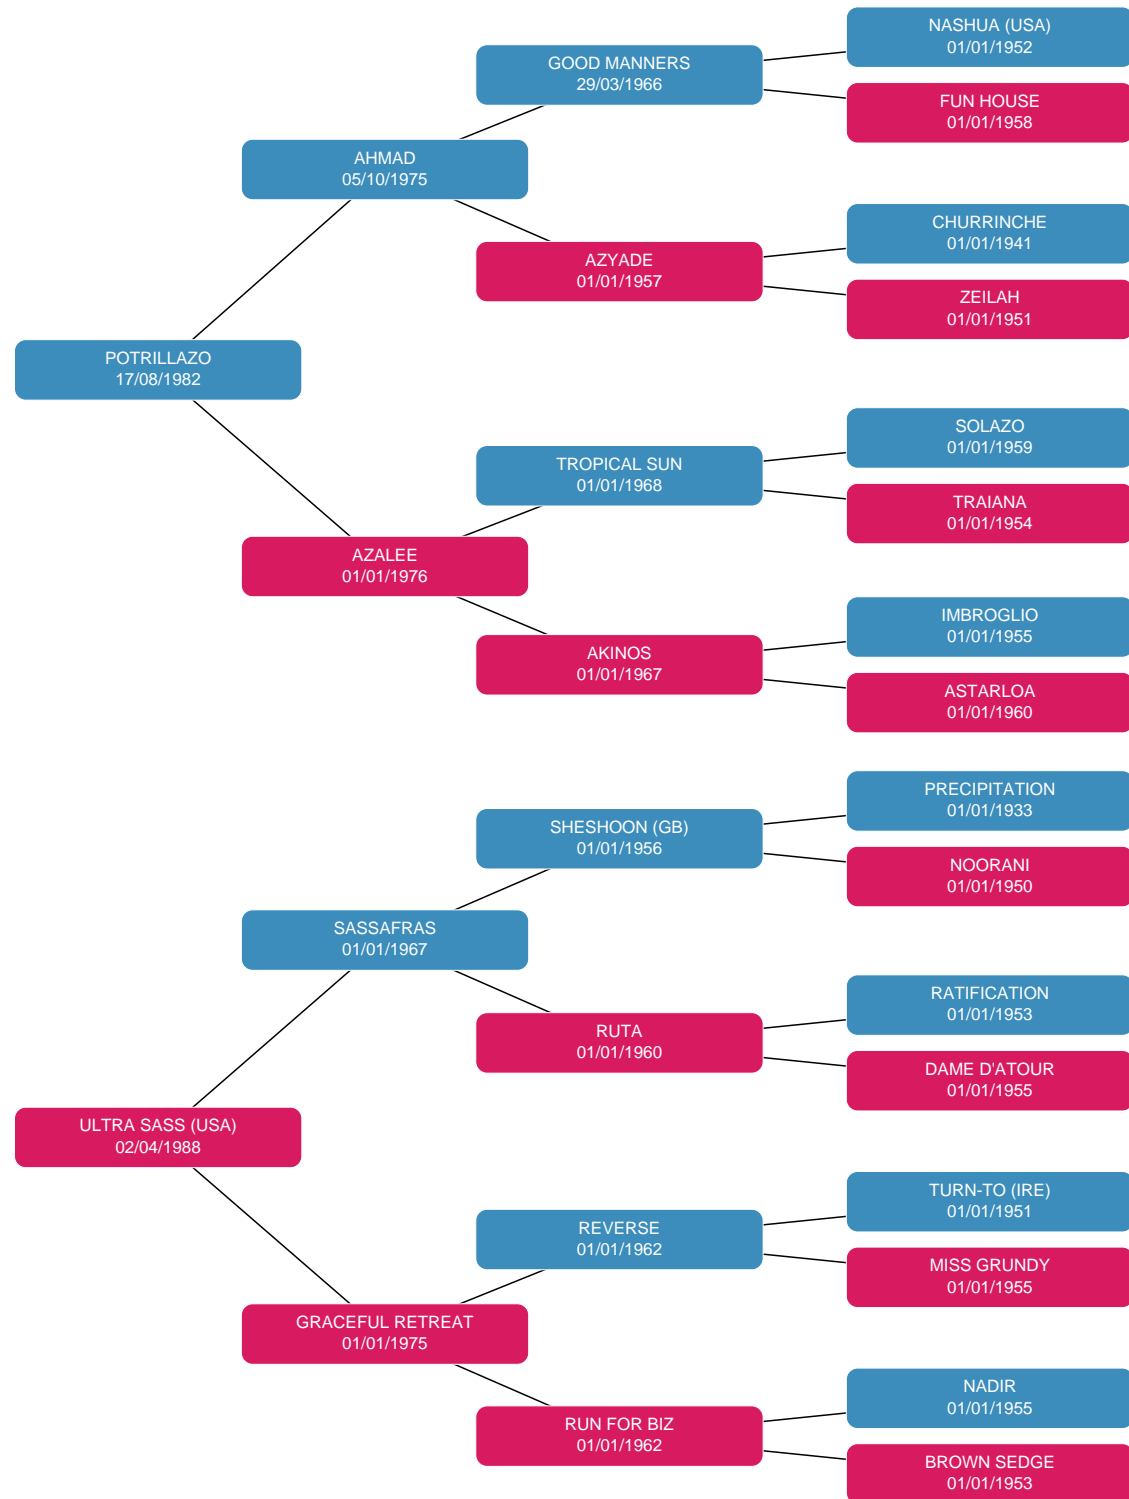 NASHUA (USA)
01/01/1952
GOOD MANNERS
29/03/1966
FUN HOUSE
01/01/1958
AHMAD
05/10/1975
CHURRINCHE
01/01/1941
AZYADE
01/01/1957
ZEILAH
01/01/1951
POTRILLAZO
17/08/1982
SOLAZO
01/01/1959
TROPICAL SUN
01/01/1968
TRAIANA
01/01/1954
AZALEE
01/01/1976
IMBROGLIO
01/01/1955
AKINOS
01/01/1967
ASTARLOA
01/01/1960
PRECIPITATION
01/01/1933
SHESHOON (GB)
01/01/1956
NOORANI
01/01/1950
SASSAFRAS
01/01/1967
RATIFICATION
01/01/1953
RUTA
01/01/1960
DAME D'ATOUR
01/01/1955
ULTRA SASS (USA)
02/04/1988
TURN-TO (IRE)
01/01/1951
REVERSE
01/01/1962
MISS GRUNDY
01/01/1955
GRACEFUL RETREAT
01/01/1975
NADIR
01/01/1955
RUN FOR BIZ
01/01/1962
BROWN SEDGE
01/01/1953